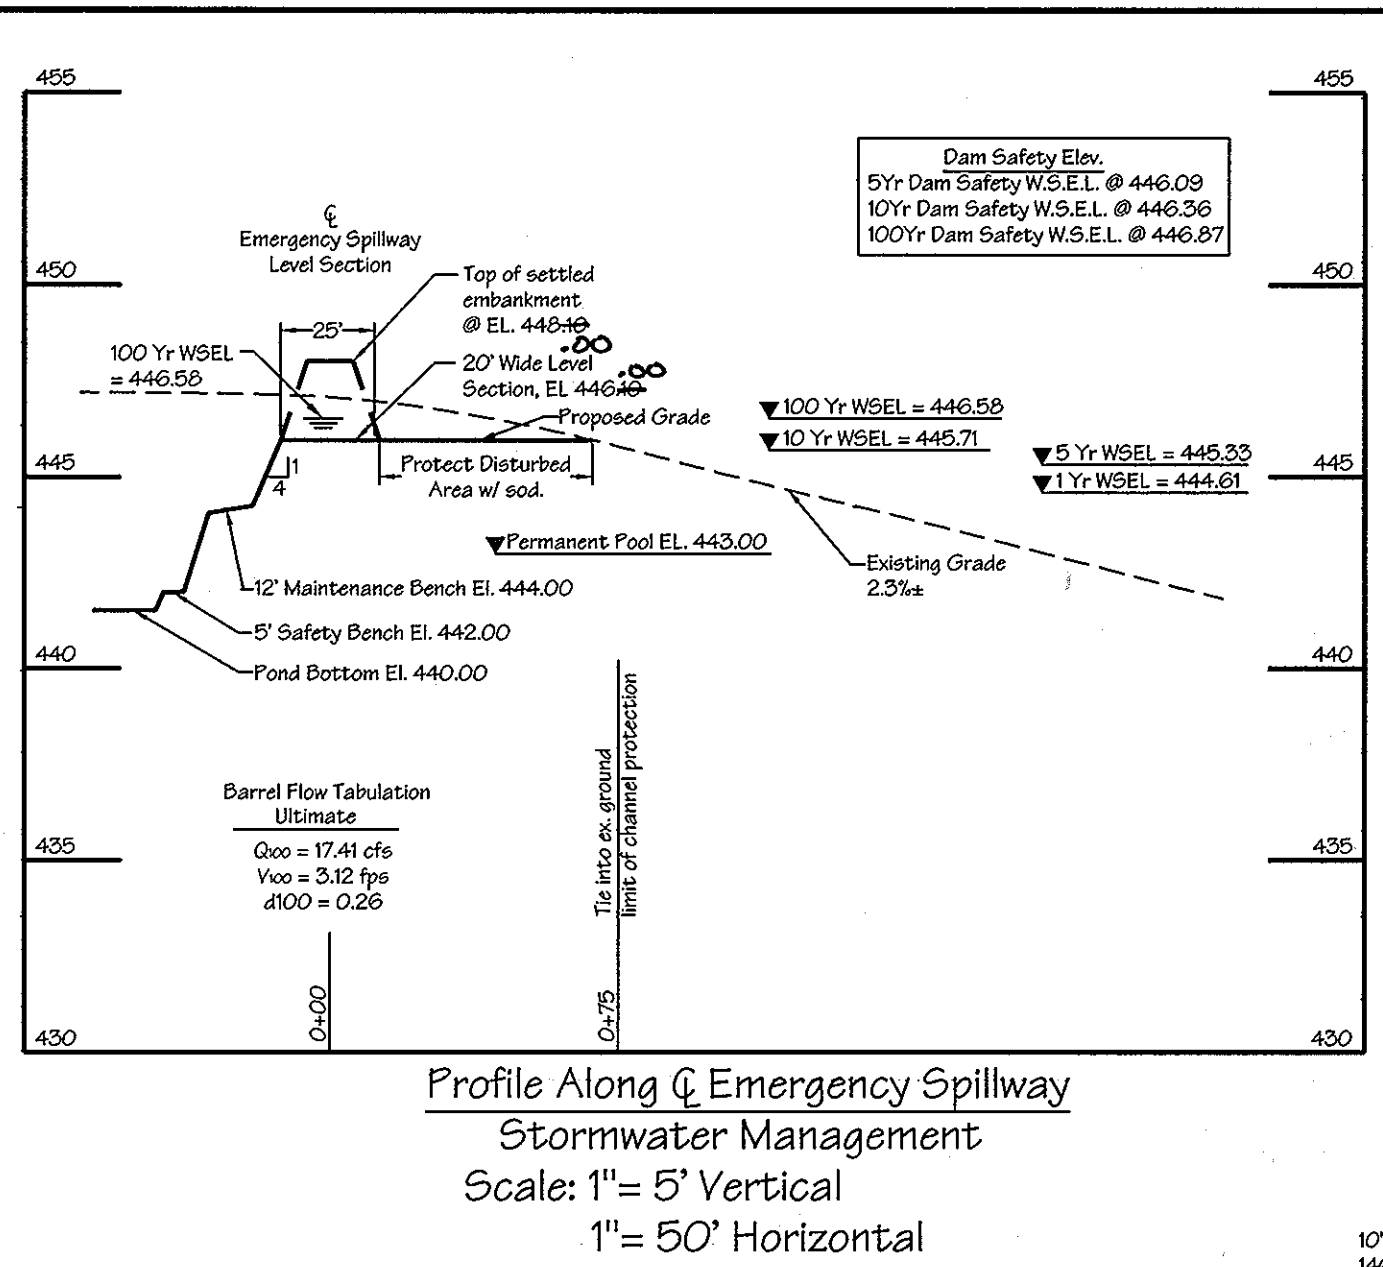 455
455
Dam Safety Elev.
5Yr Dam Safety W.S.E.L. @ 446.09
10Yr Dam Safety W.S.E.L. @ 446.36
100Yr Dam Safety W.S.E.L. @ 446.87
℄
Emergency Spillway
Level Section
450
450
Top of settled
embankment
@ EL. 448.10
.00
25'
100 Yr WSEL
= 446.58
20' Wide Level
Section, EL 446.10
.00
Proposed Grade
100 Yr WSEL = 446.58
10 Yr WSEL = 445.71
5 Yr WSEL = 445.33
1 Yr WSEL = 444.61
445
445
1
4
Protect Disturbed
Area w/ sod.
Permanent Pool EL. 443.00
Existing Grade
2.3%±
12' Maintenance Bench El. 444.00
5' Safety Bench El. 442.00
Pond Bottom El. 440.00
440
440
Tie into ex. ground
limit of channel protection
Barrel Flow Tabulation
Ultimate
Q100 = 17.41 cfs
V100 = 3.12 fps
d100 = 0.26
435
435
0+00
0+75
430
430
Profile Along ℄ Emergency Spillway
Stormwater Management
Scale: 1"= 5' Vertical
1"= 50' Horizontal
10'